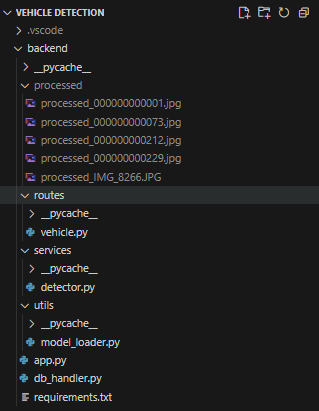 VEHICLE DETECTION
.vscode
backend
__pycache__
processed
processed_000000000001.jpg
processed_000000000073.jpg
processed_000000000212.jpg
processed_000000000229.jpg
processed_IMG_8266.JPG
routes
__pycache__
vehicle.py
services
__pycache__
detector.py
utils
__pycache__
model_loader.py
app.py
db_handler.py
requirements.txt